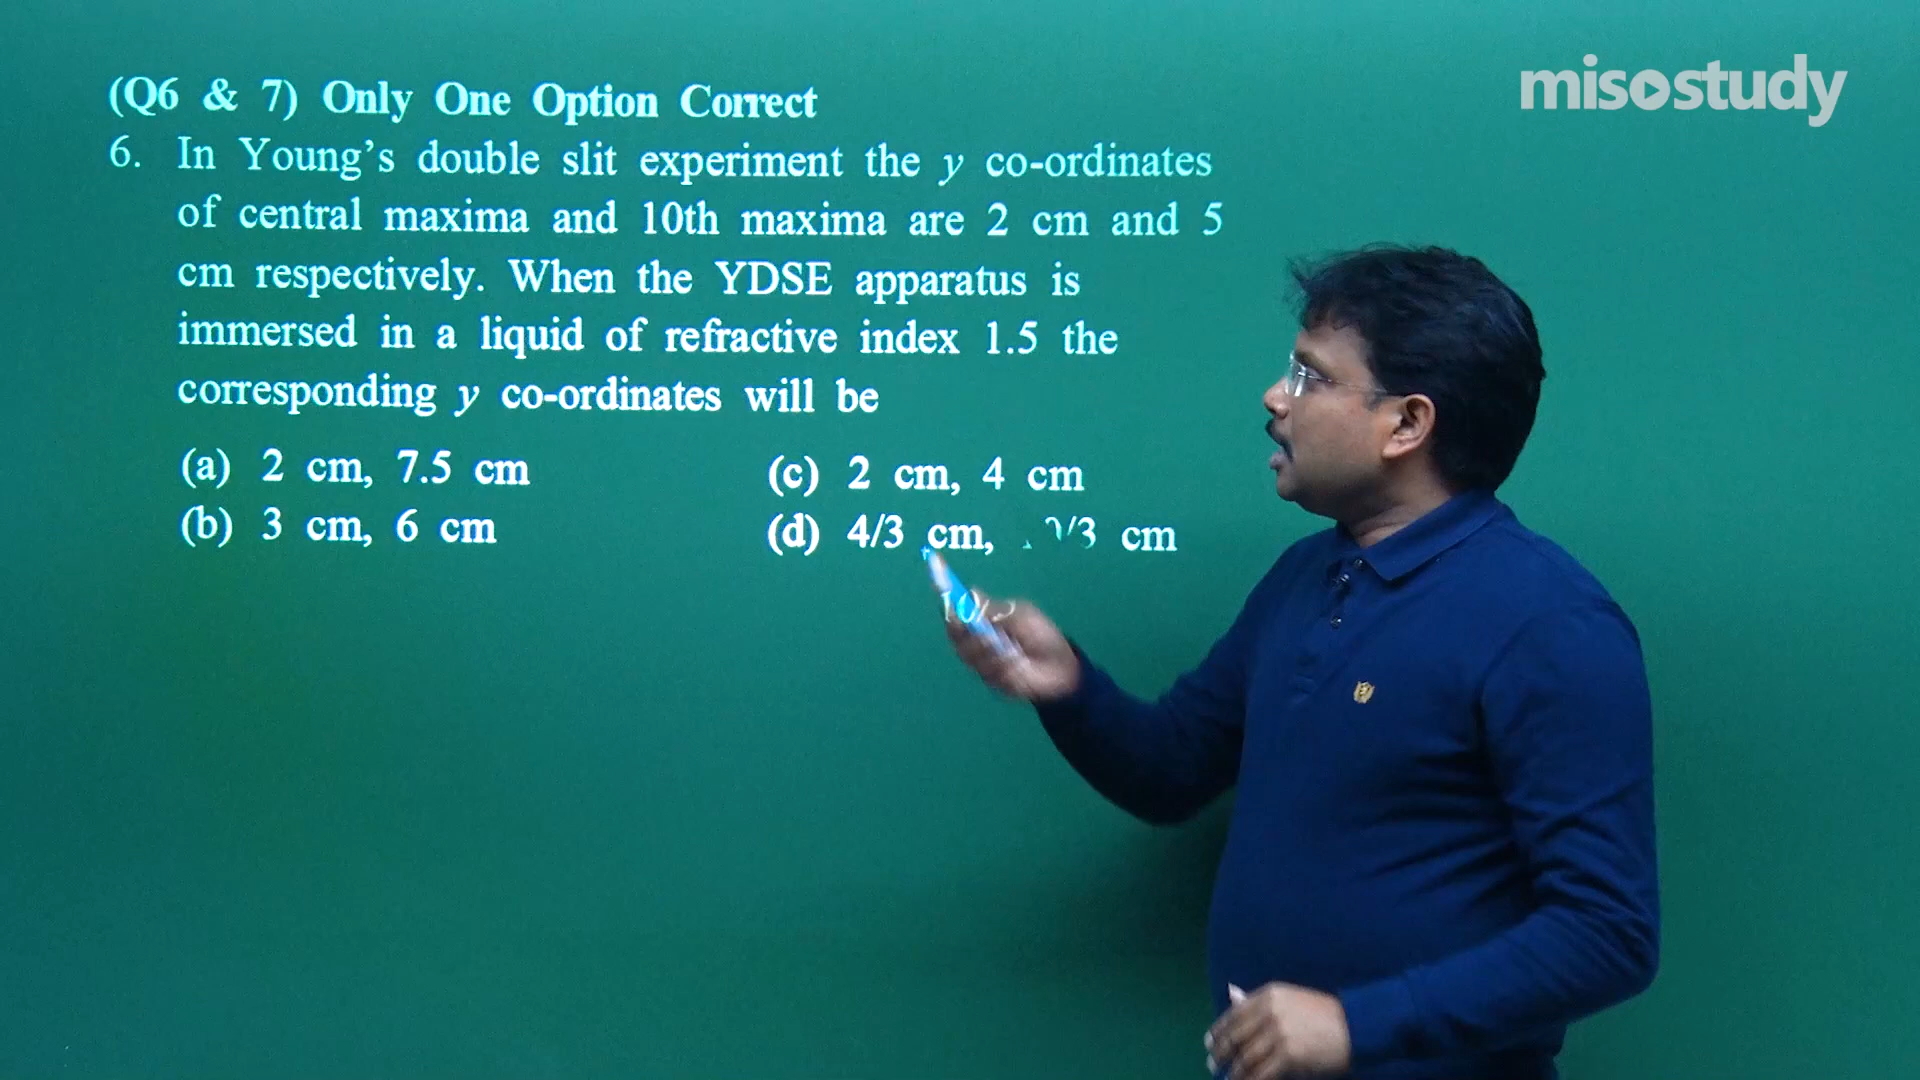 misostudy
(Q6 & 7) Only One Option Correct
6. In Young's double slit experiment the y co-ordinates
of central maxima and 10th maxima are 2 cm and 5
cm respectively. When the YDSE apparatus is
immersed in a liquid of refractive index 1.5 the
corresponding y co-ordinates will be
(a) 2 cm, 7.5 cm (c) 2 cm, 4 cm
(b) 3 cm, 6 cm (d) 4/3 cm, /3 cm